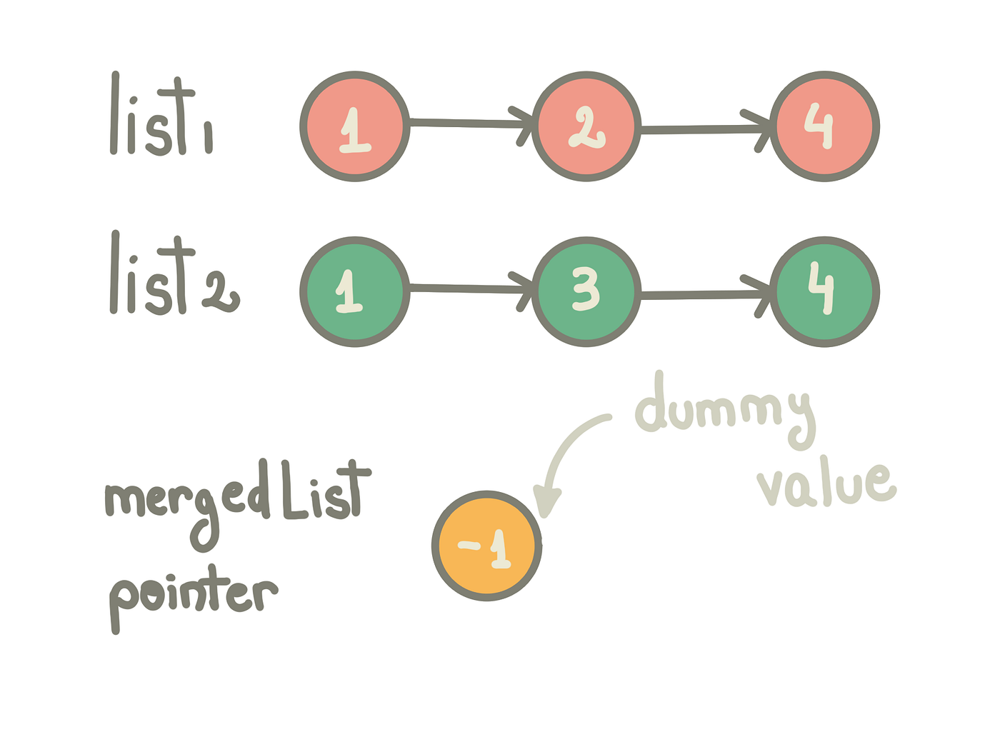 list1 1 2 4
list2 1 3 4
dummy
value
mergedList
-1
pointer